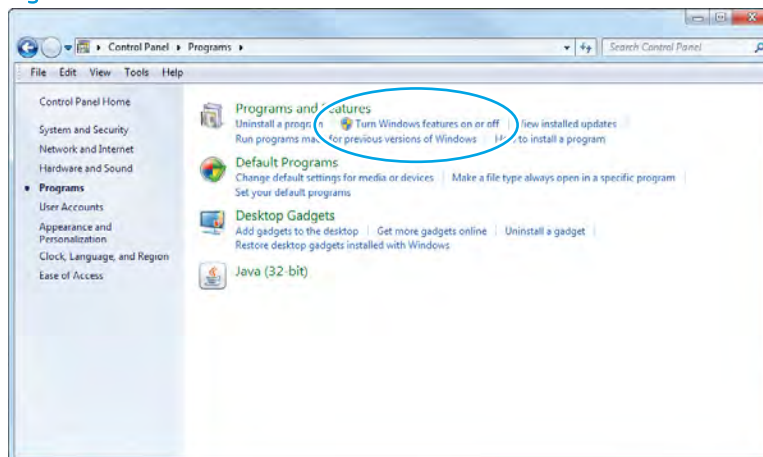 Control Panel ▸ Programs ▸
Search Control Panel
File Edit View Tools Help
Control Panel Home
System and Security
Network and Internet
Hardware and Sound
Programs
User Accounts
Appearance and
Personalization
Clock, Language, and Region
Ease of Access
Programs and
Uninstall a Turn Windows features on or off installed updates
Run programs for previous versions of Windows to install a program
Default Programs
Change default settings for media or devices Make a file type always open in a specific program
Set your default programs
Desktop Gadgets
Add gadgets to the desktop Get more gadgets online Uninstall a gadget
Restore desktop gadgets installed with Windows
Java (32-bit)